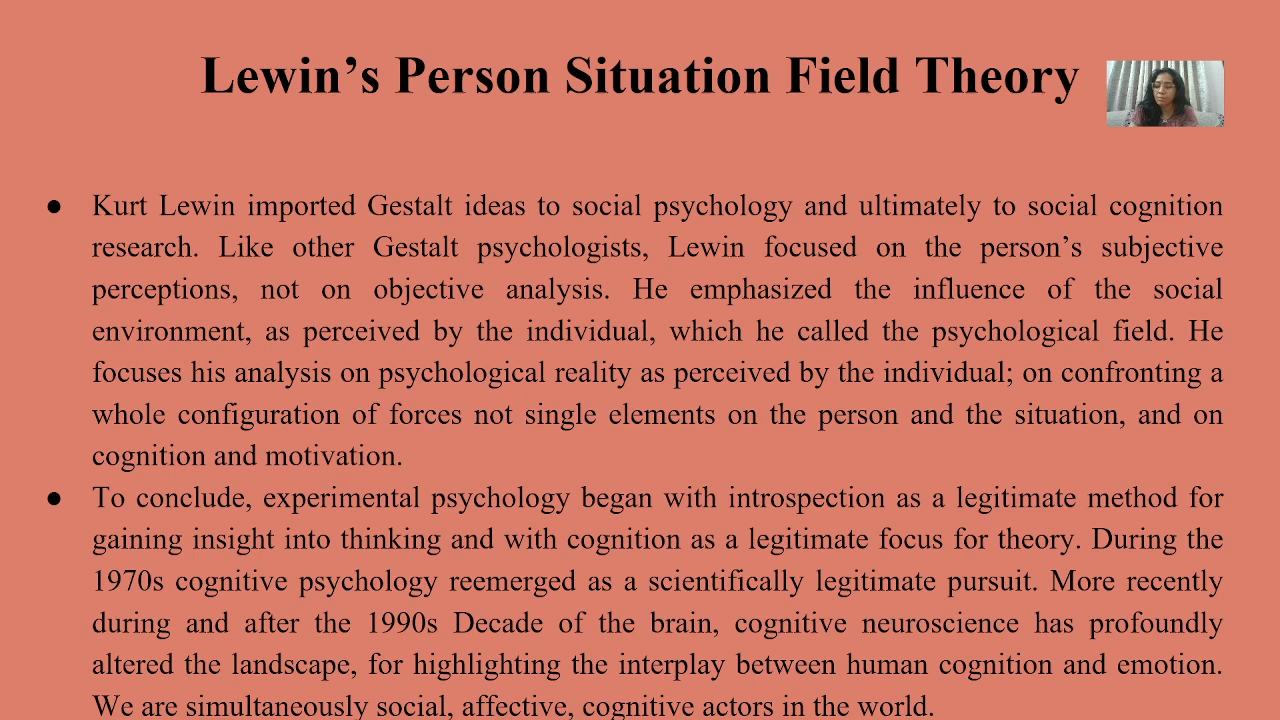 Lewin’s Person Situation Field Theory
● Kurt Lewin imported Gestalt ideas to social psychology and ultimately to social cognition
research. Like other Gestalt psychologists, Lewin focused on the person’s subjective
perceptions, not on objective analysis. He emphasized the influence of the social
environment, as perceived by the individual, which he called the psychological field. He
focuses his analysis on psychological reality as perceived by the individual; on confronting a
whole configuration of forces not single elements on the person and the situation, and on
cognition and motivation.
● To conclude, experimental psychology began with introspection as a legitimate method for
gaining insight into thinking and with cognition as a legitimate focus for theory. During the
1970s cognitive psychology reemerged as a scientifically legitimate pursuit. More recently
during and after the 1990s Decade of the brain, cognitive neuroscience has profoundly
altered the landscape, for highlighting the interplay between human cognition and emotion.
We are simultaneously social, affective, cognitive actors in the world.